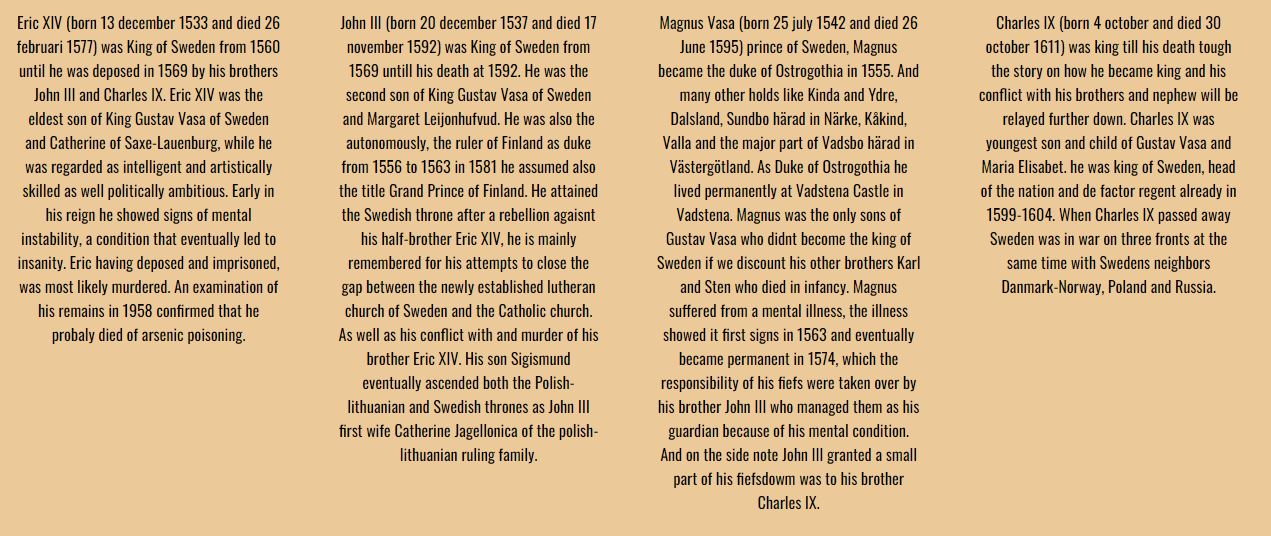 Eric XIV (born 13 december 1533 and died 26
februari 1577) was King of Sweden from 1560
until he was deposed in 1569 by his brothers
John III and Charles IX. Eric XIV was the
eldest son of King Gustav Vasa of Sweden
and Catherine of Saxe-Lauenburg, while he
was regarded as intelligent and artistically
skilled as well politically ambitious. Early in
his reign he showed signs of mental
instability, a condition that eventually led to
insanity. Eric having deposed and imprisoned,
was most likely murdered. An examination of
his remains in 1958 confirmed that he
probaly died of arsenic poisoning.
John III (born 20 december 1537 and died 17
november 1592) was King of Sweden from
1569 untill his death at 1592. He was the
second son of King Gustav Vasa of Sweden
and Margaret Leijonhufvud. He was also the
autonomously, the ruler of Finland as duke
from 1556 to 1563 in 1581 he assumed also
the title Grand Prince of Finland. He attained
the Swedish throne after a rebellion agaisnt
his half-brother Eric XIV, he is mainly
remembered for his attempts to close the
gap between the newly established lutheran
church of Sweden and the Catholic church.
As well as his conflict with and murder of his
brother Eric XIV. His son Sigismund
eventually ascended both the Polish-
lithuanian and Swedish thrones as John III
first wife Catherine Jagellonica of the polish-
lithuanian ruling family.
Magnus Vasa (born 25 july 1542 and died 26
June 1595) prince of Sweden, Magnus
became the duke of Ostrogothia in 1555. And
many other holds like Kinda and Ydre,
Dalsland, Sundbo härad in Närke, Kåkind,
Valla and the major part of Vadsbo härad in
Västergötland. As Duke of Ostrogothia he
lived permanently at Vadstena Castle in
Vadstena. Magnus was the only sons of
Gustav Vasa who didnt become the king of
Sweden if we discount his other brothers Karl
and Sten who died in infancy. Magnus
suffered from a mental illness, the illness
showed it first signs in 1563 and eventually
became permanent in 1574, which the
responsibility of his fiefs were taken over by
his brother John III who managed them as his
guardian because of his mental condition.
And on the side note John III granted a small
part of his fiefsdowm was to his brother
Charles IX.
Charles IX (born 4 october and died 30
october 1611) was king till his death tough
the story on how he became king and his
conflict with his brothers and nephew will be
relayed further down. Charles IX was
youngest son and child of Gustav Vasa and
Maria Elisabet. he was king of Sweden, head
of the nation and de factor regent already in
1599-1604. When Charles IX passed away
Sweden was in war on three fronts at the
same time with Swedens neighbors
Danmark-Norway, Poland and Russia.